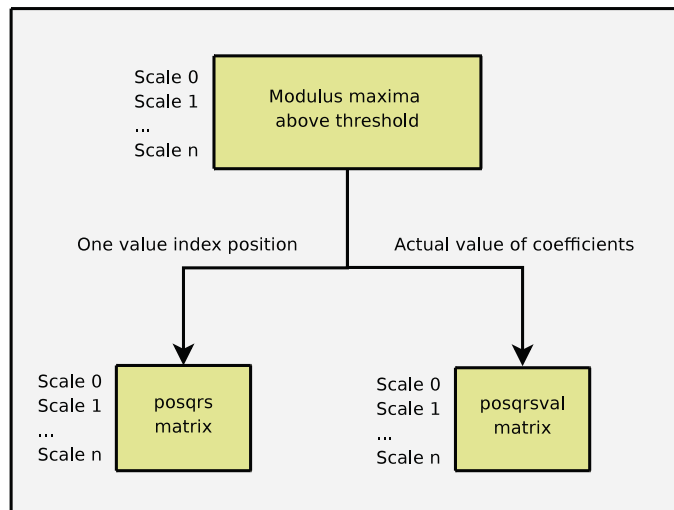 Scale 0
Scale 1
...
Scale n
Modulus maxima
above threshold
One value index position
Actual value of coefficients
Scale 0
Scale 1
...
Scale n
posqrs
matrix
Scale 0
Scale 1
...
Scale n
posqrsval
matrix